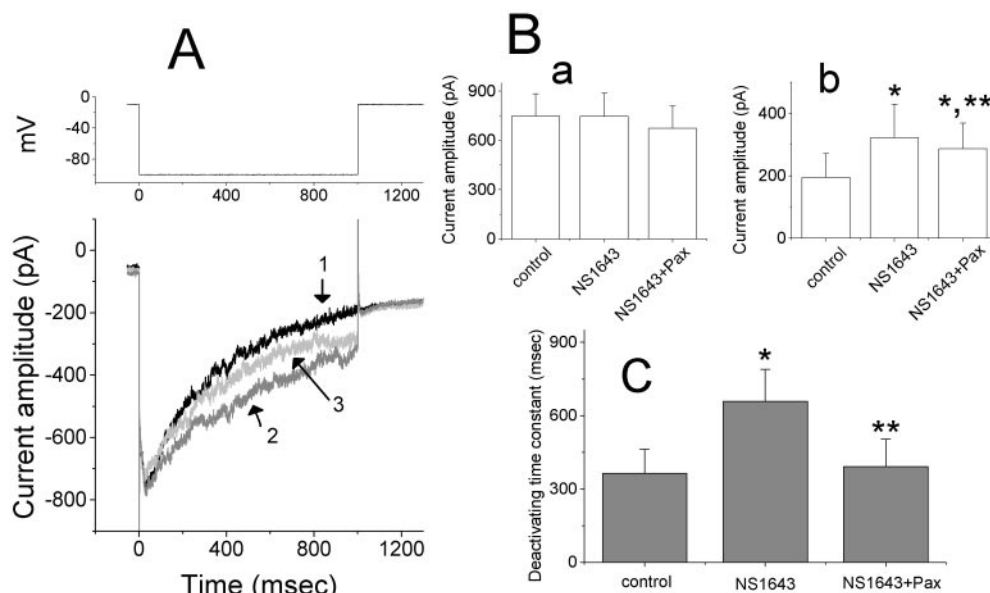 A
0
-40
-80
mV
0
400
800
1200
0
-200
-400
-600
-800
Current amplitude (pA)
1
2
3
0
400
800
1200
Time (msec)
B
a
900
600
300
0
Current amplitude (pA)
control
NS1643
NS1643+Pax
b
400
200
0
Current amplitude (pA)
*
*,**
control
NS1643
NS1643+Pax
C
900
600
300
0
Deactivating time constant (msec)
*
**
control
NS1643
NS1643+Pax